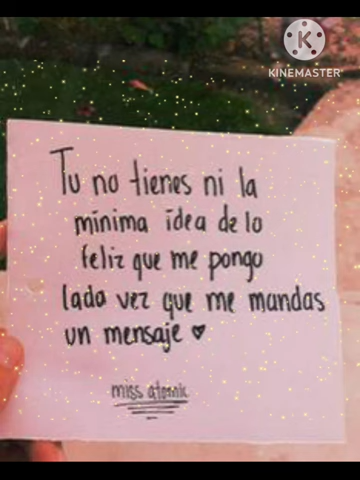 KINEMASTER
Tu no tienes ni la
mínima idea de lo
feliz que me pongo
cada vez que me mandas
un mensaje ♥
miss atomic